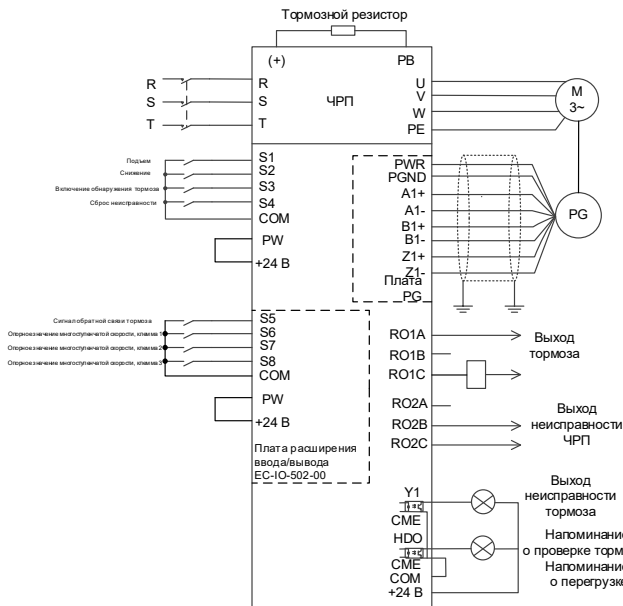 Тормозной резистор
(+)
PB
R
S
T
R
S
T
ЧРП
U
V
W
PE
M
3~
Подъем
Снижение
Включение обнаружения тормоза
Сброс неисправности
S1
S2
S3
S4
COM
PW
+24 В
PWR
PGND
A1+
A1-
B1+
B1-
Z1+
Z1-
Плата
PG
PG
Сигнал обратной связи тормоза
Опорное значение многоступенчатой скорости, клемма 1
Опорное значение многоступенчатой скорости, клемма 2
Опорное значение многоступенчатой скорости, клемма 3
S5
S6
S7
S8
COM
PW
+24 В
Плата расширения
ввода/вывода
EC-IO-502-00
RO1A
RO1B
RO1C
Выход
тормоза
RO2A
RO2B
RO2C
Выход
неисправности
ЧРП
Y1
CME
Выход
неисправности
тормоза
HDO
CME
COM
+24 В
Напоминание
о проверке торм
Напоминание
о перегрузке